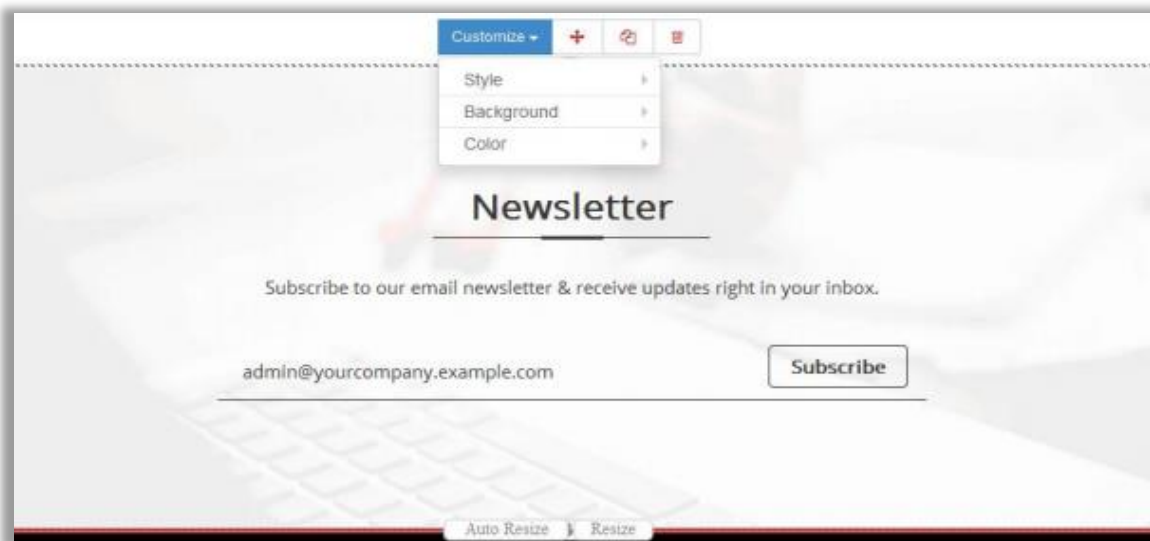 Customize
Style
Background
Color
Newsletter
Subscribe to our email newsletter & receive updates right in your inbox.
admin@yourcompany.example.com
Subscribe
Auto Resize
Resize